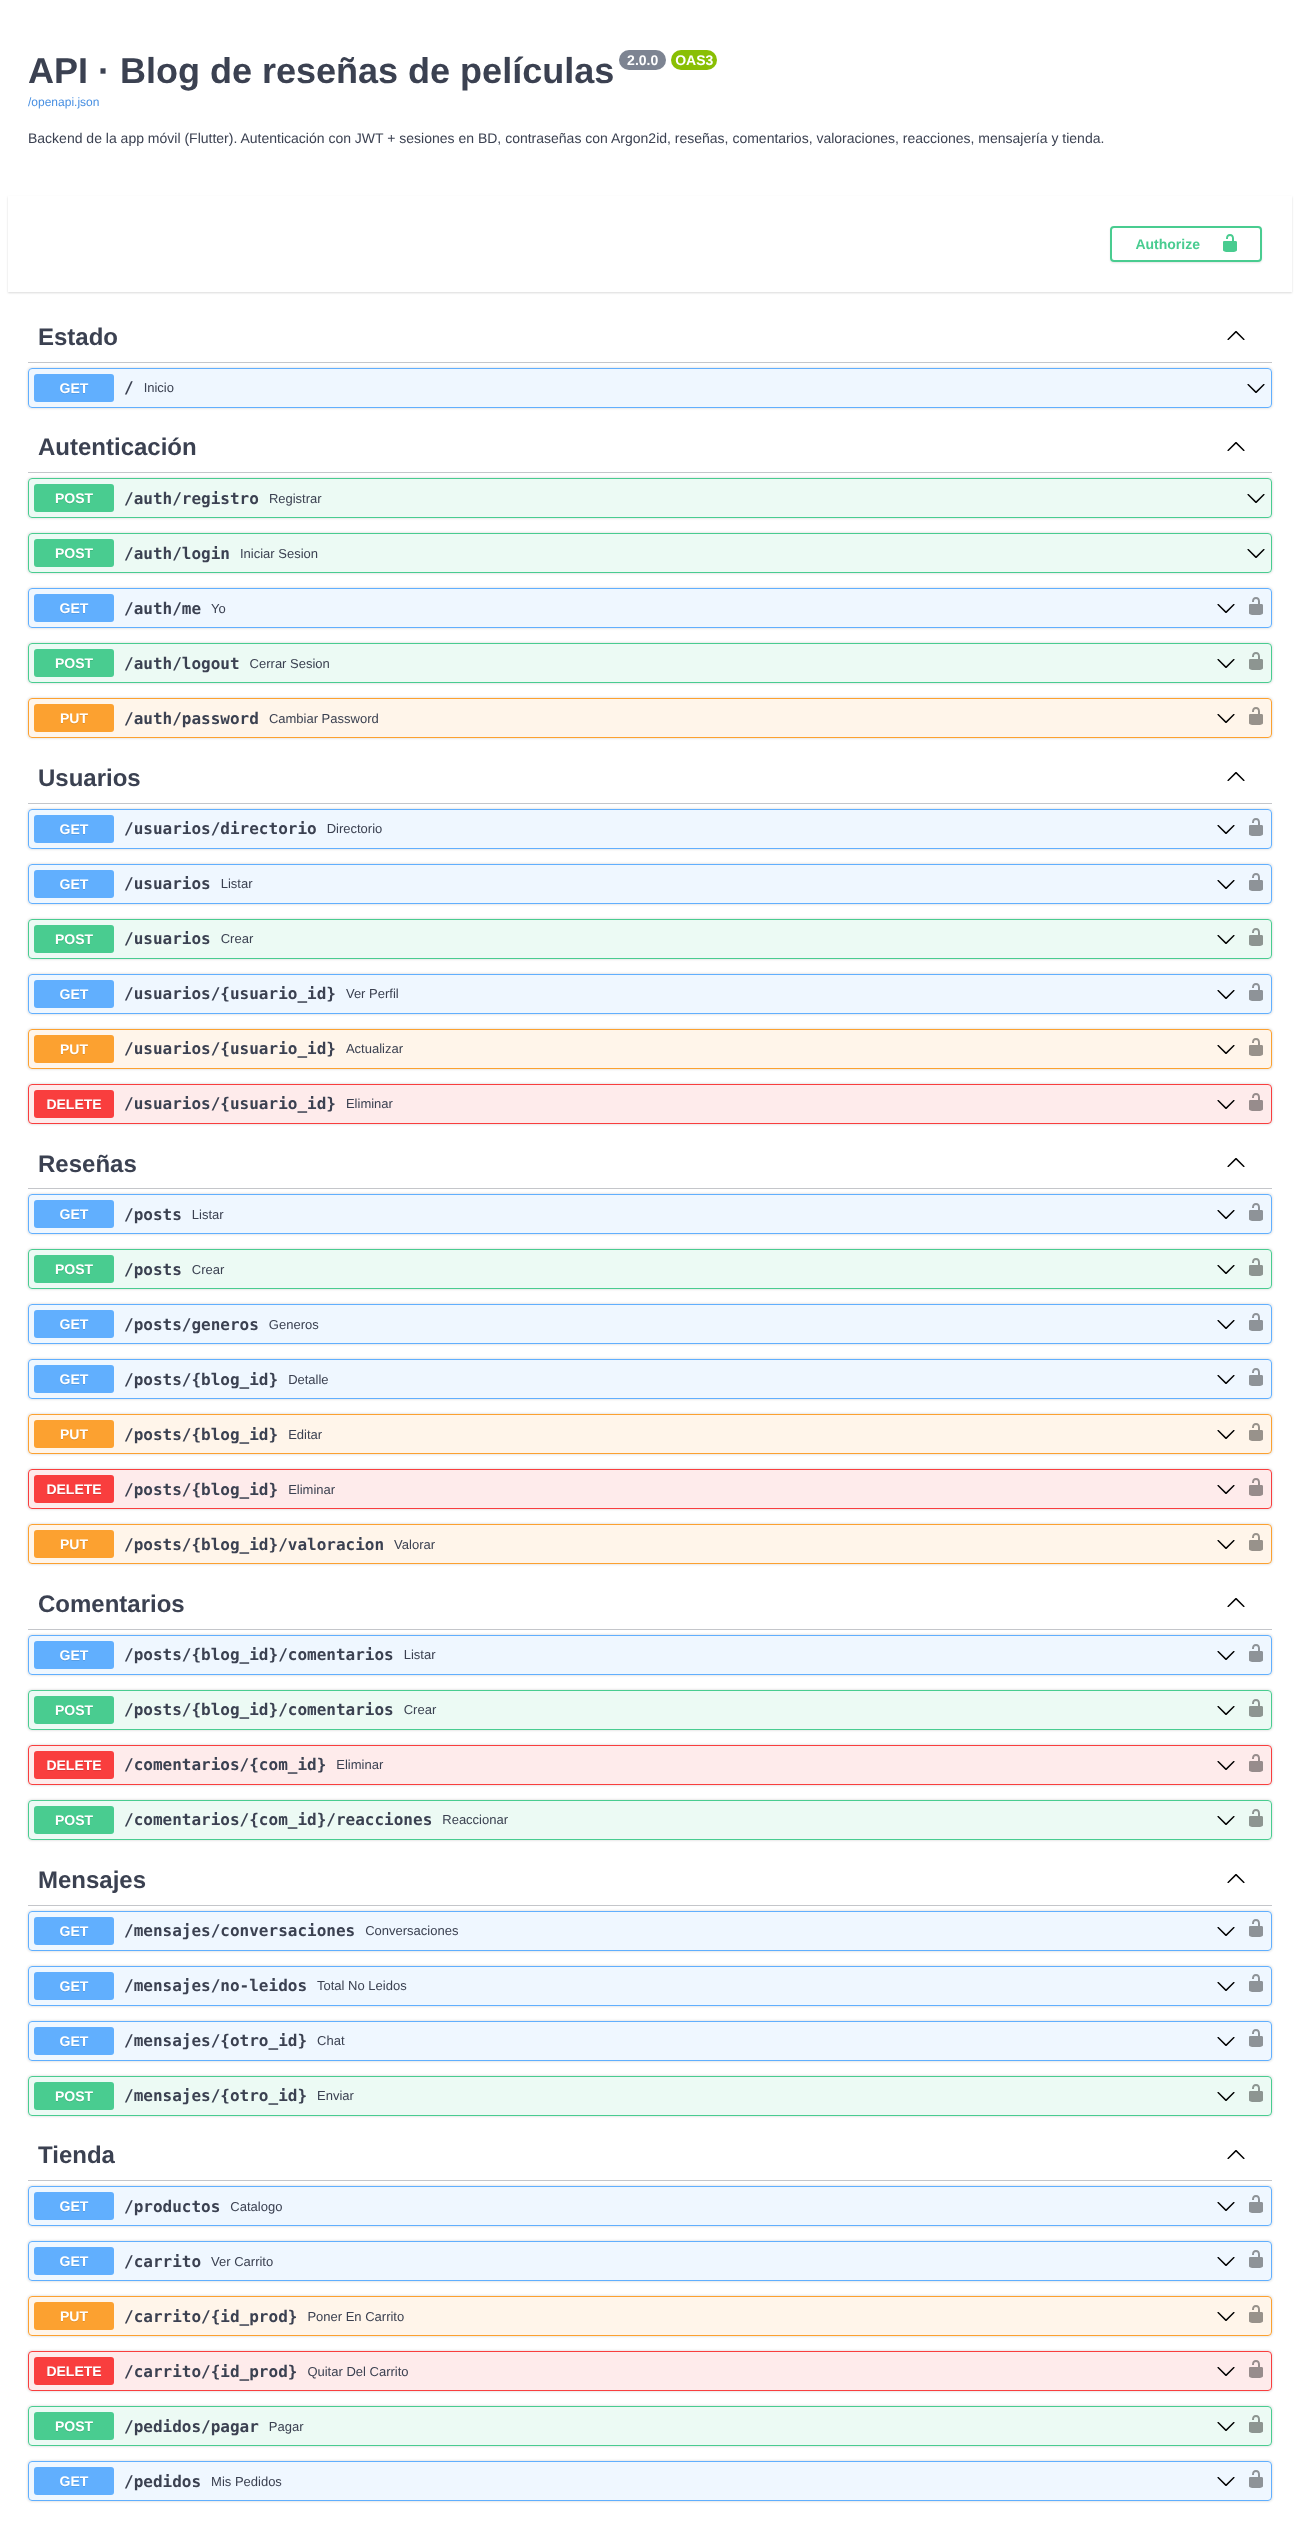 API · Blog de reseñas de películas 2.0.0 OAS3
/openapi.json
Backend de la app móvil (Flutter). Autenticación con JWT + sesiones en BD, contraseñas con Argon2id, reseñas, comentarios, valoraciones, reacciones, mensajería y tienda.
Authorize
Estado
GET / Inicio
Autenticación
POST /auth/registro Registrar
POST /auth/login Iniciar Sesion
GET /auth/me Yo
POST /auth/logout Cerrar Sesion
PUT /auth/password Cambiar Password
Usuarios
GET /usuarios/directorio Directorio
GET /usuarios Listar
POST /usuarios Crear
GET /usuarios/{usuario_id} Ver Perfil
PUT /usuarios/{usuario_id} Actualizar
DELETE /usuarios/{usuario_id} Eliminar
Reseñas
GET /posts Listar
POST /posts Crear
GET /posts/generos Generos
GET /posts/{blog_id} Detalle
PUT /posts/{blog_id} Editar
DELETE /posts/{blog_id} Eliminar
PUT /posts/{blog_id}/valoracion Valorar
Comentarios
GET /posts/{blog_id}/comentarios Listar
POST /posts/{blog_id}/comentarios Crear
DELETE /comentarios/{com_id} Eliminar
POST /comentarios/{com_id}/reacciones Reaccionar
Mensajes
GET /mensajes/conversaciones Conversaciones
GET /mensajes/no-leidos Total No Leidos
GET /mensajes/{otro_id} Chat
POST /mensajes/{otro_id} Enviar
Tienda
GET /productos Catalogo
GET /carrito Ver Carrito
PUT /carrito/{id_prod} Poner En Carrito
DELETE /carrito/{id_prod} Quitar Del Carrito
POST /pedidos/pagar Pagar
GET /pedidos Mis Pedidos